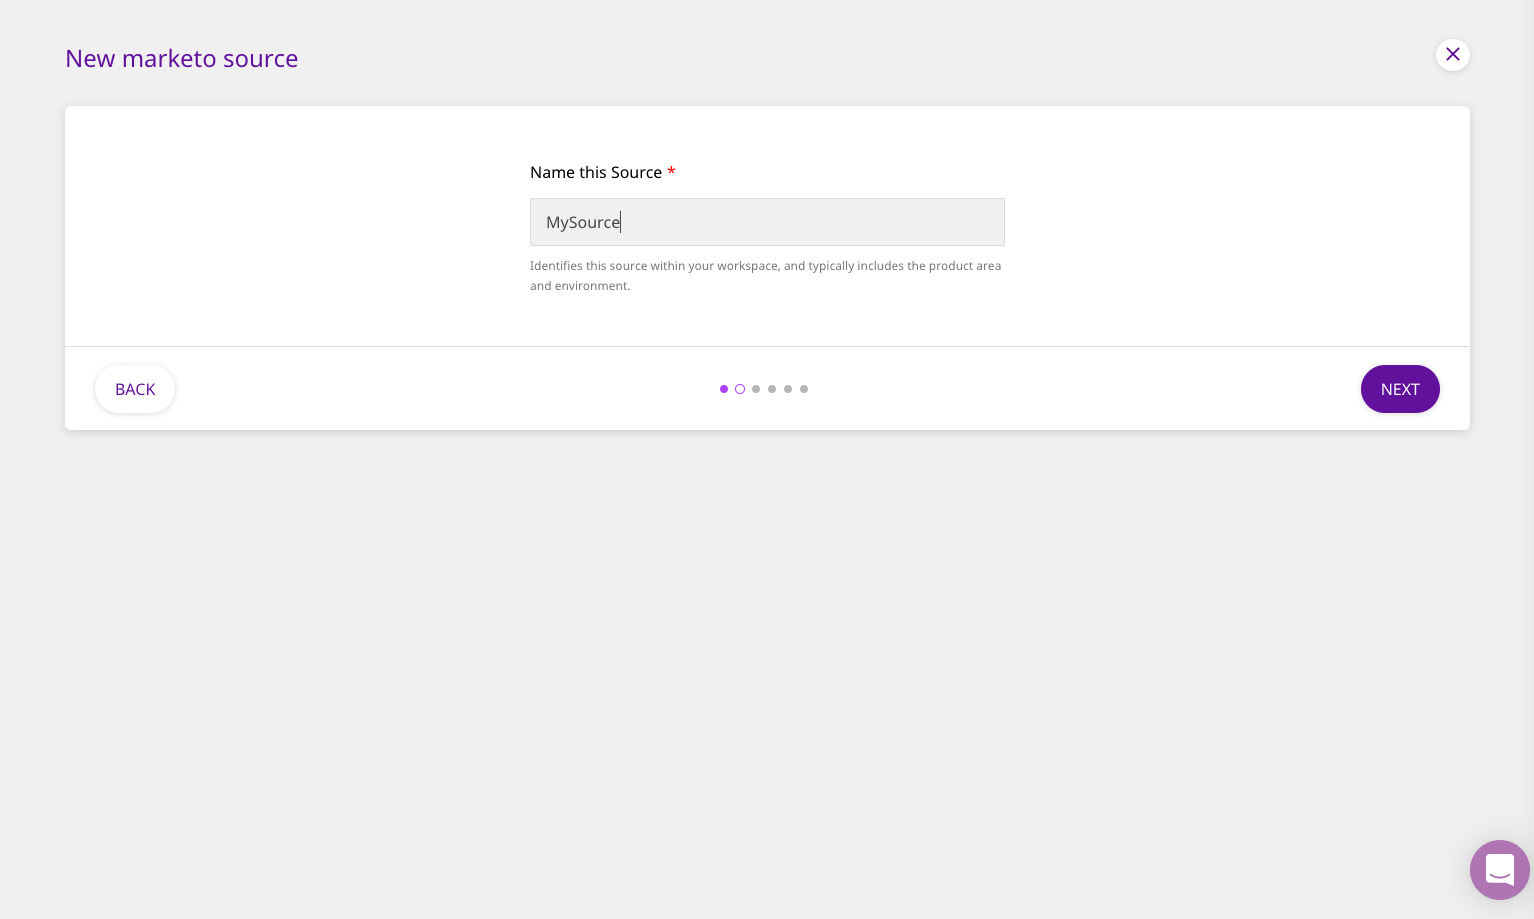 New marketo source
Name this Source *
MySource
Identifies this source within your workspace, and typically includes the product area
and environment.
BACK
NEXT